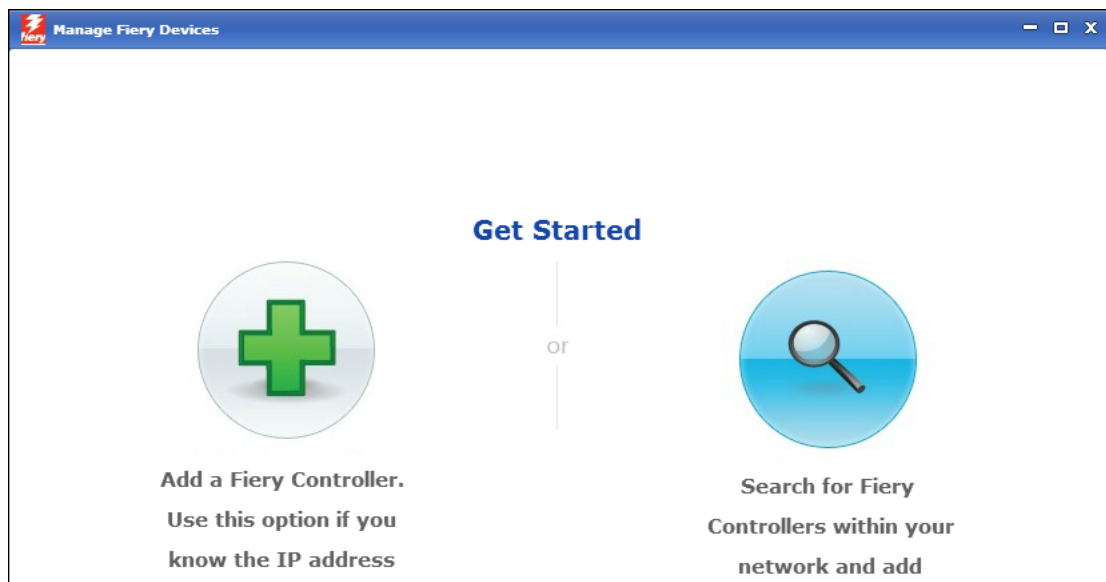 fiery Manage Fiery Devices
Get Started
or
Add a Fiery Controller.
Use this option if you
know the IP address
Search for Fiery
Controllers within your
network and add